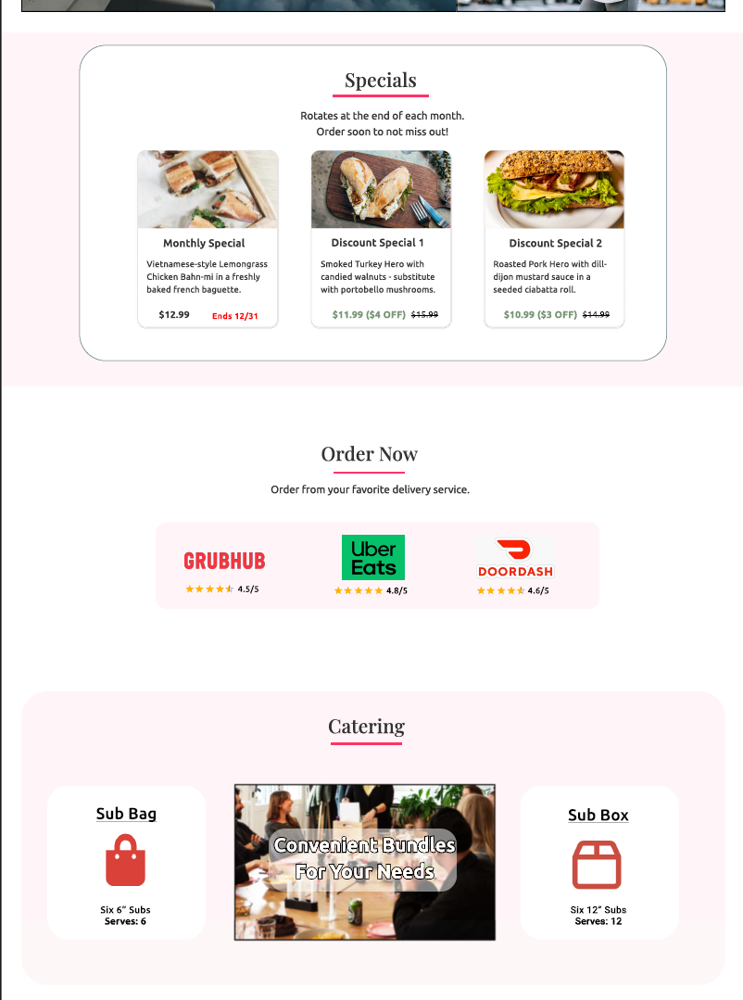 Specials
Rotates at the end of each month.
Order soon to not miss out!
Monthly Special
Vietnamese-style Lemongrass
Chicken Bahn-mi in a freshly
baked french baguette.
$12.99 Ends 12/31
Discount Special 1
Smoked Turkey Hero with
candied walnuts - substitute
with portobello mushrooms.
$11.99 ($4 OFF) $15.99
Discount Special 2
Roasted Pork Hero with dill-
dijon mustard sauce in a
seeded ciabatta roll.
$10.99 ($3 OFF) $14.99
Order Now
Order from your favorite delivery service.
GRUBHUB
4.5/5
Uber
Eats
4.8/5
DOORDASH
4.6/5
Catering
Sub Bag
Six 6” Subs
Serves: 6
Convenient Bundles
For Your Needs
Sub Box
Six 12” Subs
Serves: 12